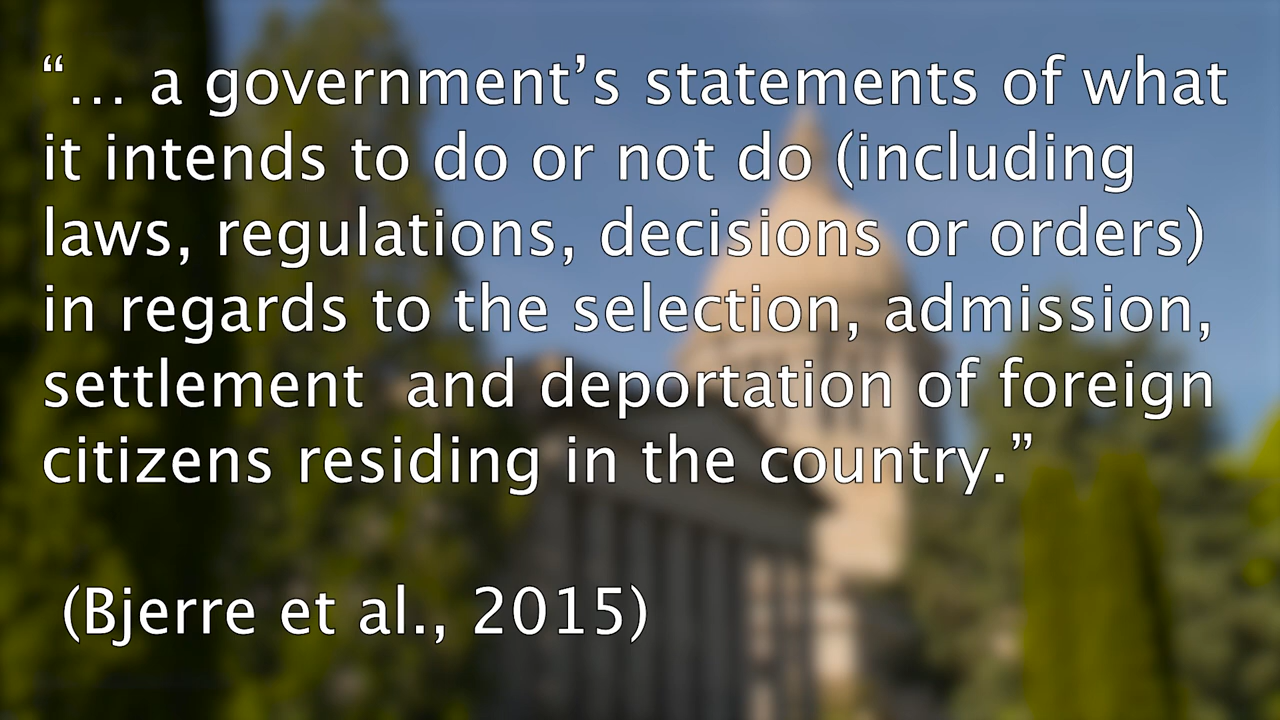 “… a government’s statements of what
it intends to do or not do (including
laws, regulations, decisions or orders)
in regards to the selection, admission,
settlement  and deportation of foreign
citizens residing in the country.”
(Bjerre et al., 2015)